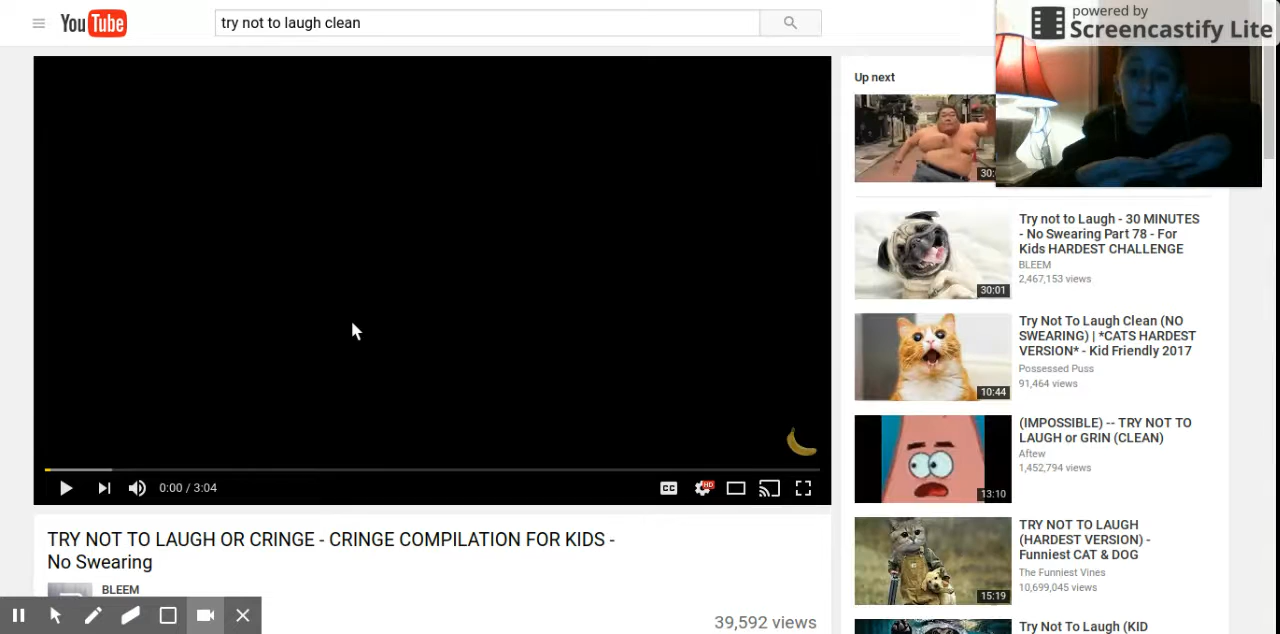 YouTube
try not to laugh clean
powered by
Screencastify Lite
Up next
30:
Try not to Laugh - 30 MINUTES
- No Swearing Part 78 - For
Kids HARDEST CHALLENGE
BLEEM
2,467,153 views
30:01
Try Not To Laugh Clean (NO
SWEARING) | *CATS HARDEST
VERSION* - Kid Friendly 2017
Possessed Puss
91,464 views
10:44
(IMPOSSIBLE) -- TRY NOT TO
LAUGH or GRIN (CLEAN)
Aftew
1,452,794 views
13:10
TRY NOT TO LAUGH
(HARDEST VERSION) -
Funniest CAT & DOG
The Funniest Vines
10,699,045 views
15:19
Try Not To Laugh (KID
0:00 / 3:04
CC
HD
TRY NOT TO LAUGH OR CRINGE - CRINGE COMPILATION FOR KIDS -
No Swearing
BLEEM
39,592 views